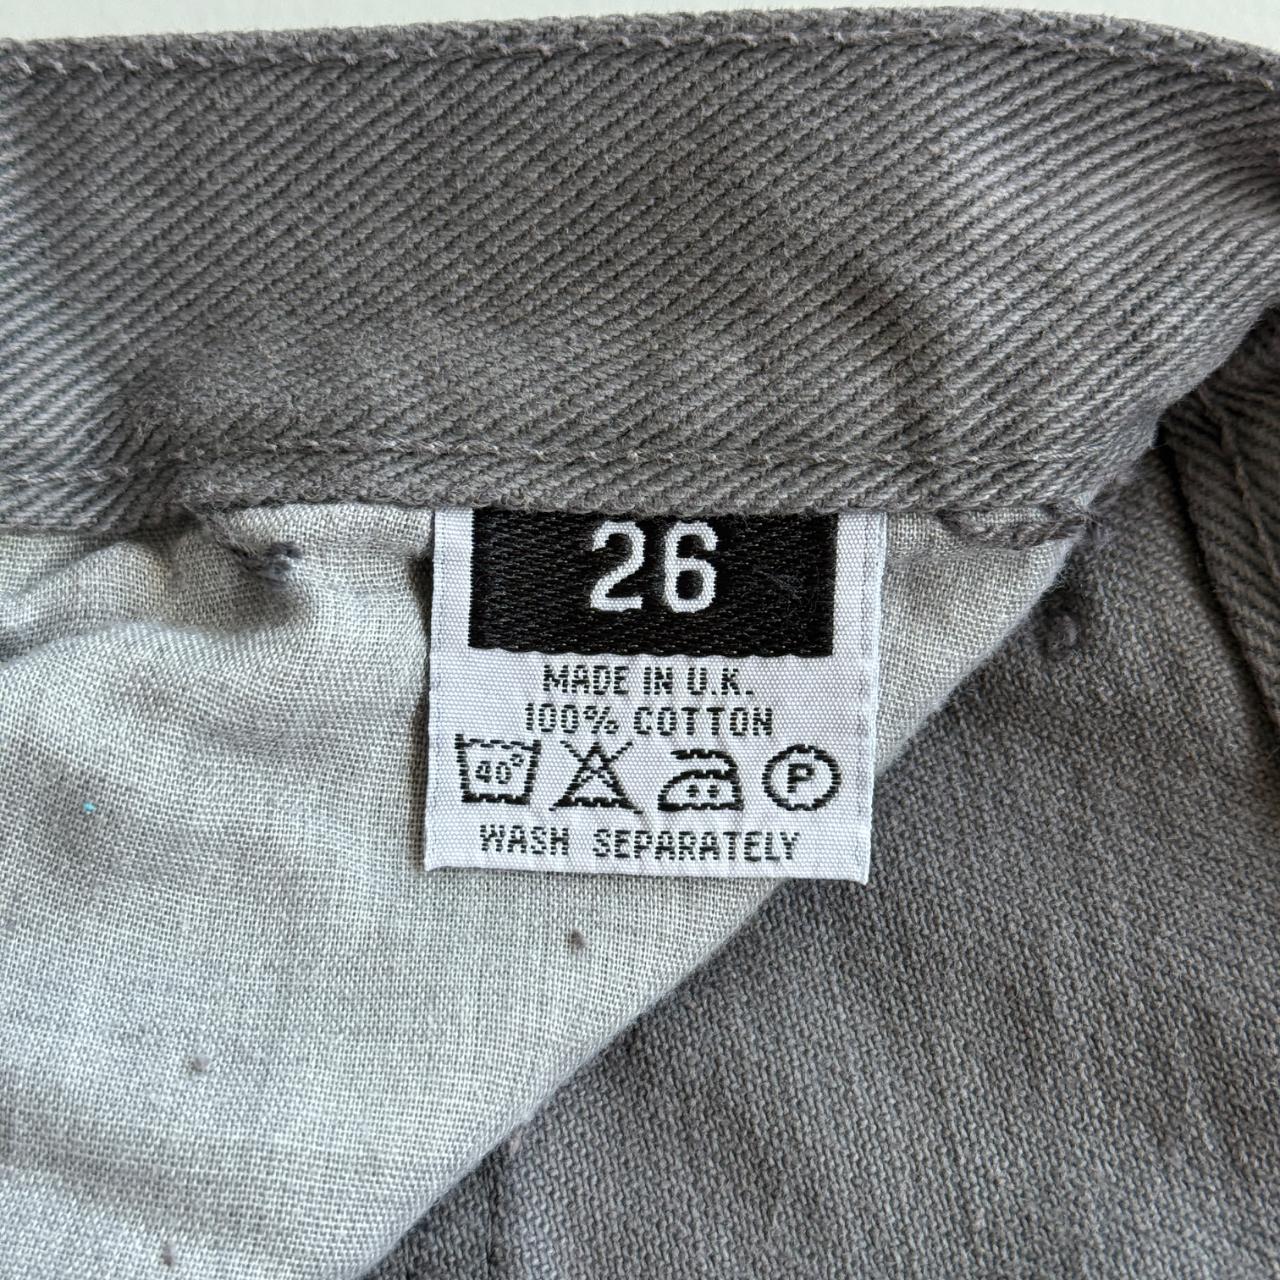 26
MADE IN U.K.
100% COTTON
40° P
WASH SEPARATELY